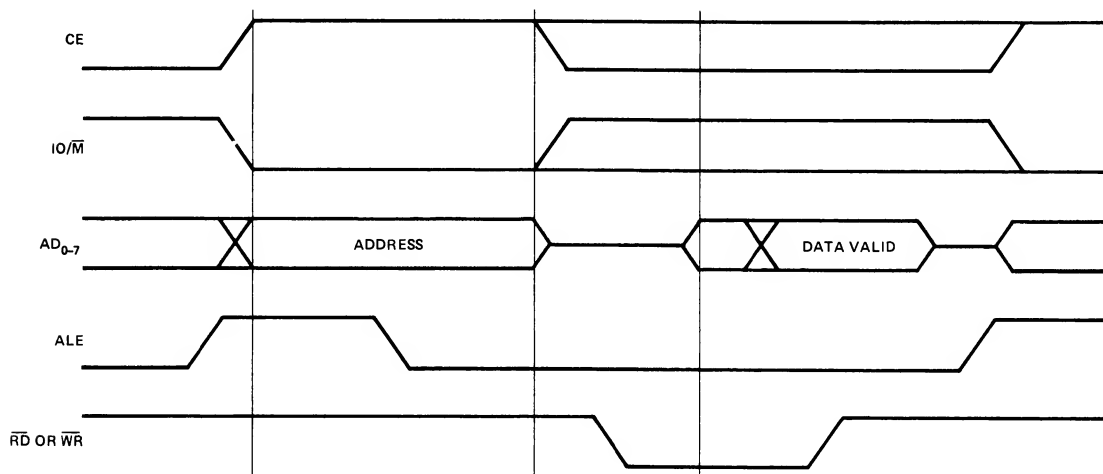 CE
IO/M̅
AD₀₋₇
ADDRESS
DATA VALID
ALE
R̅D̅ OR W̅R̅